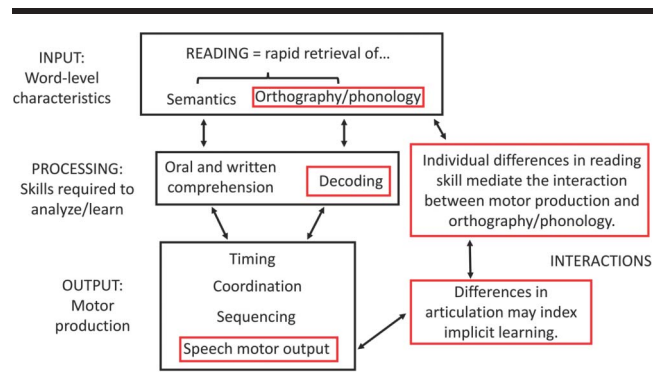 INPUT:
Word-level
characteristics
READING = rapid retrieval of…
Semantics
Orthography/phonology
PROCESSING:
Skills required to
analyze/learn
Oral and written
comprehension
Decoding
Individual differences in reading
skill mediate the interaction
between motor production and
orthography/phonology.
INTERACTIONS
OUTPUT:
Motor
production
Timing
Coordination
Sequencing
Speech motor output
Differences in
articulation may index
implicit learning.